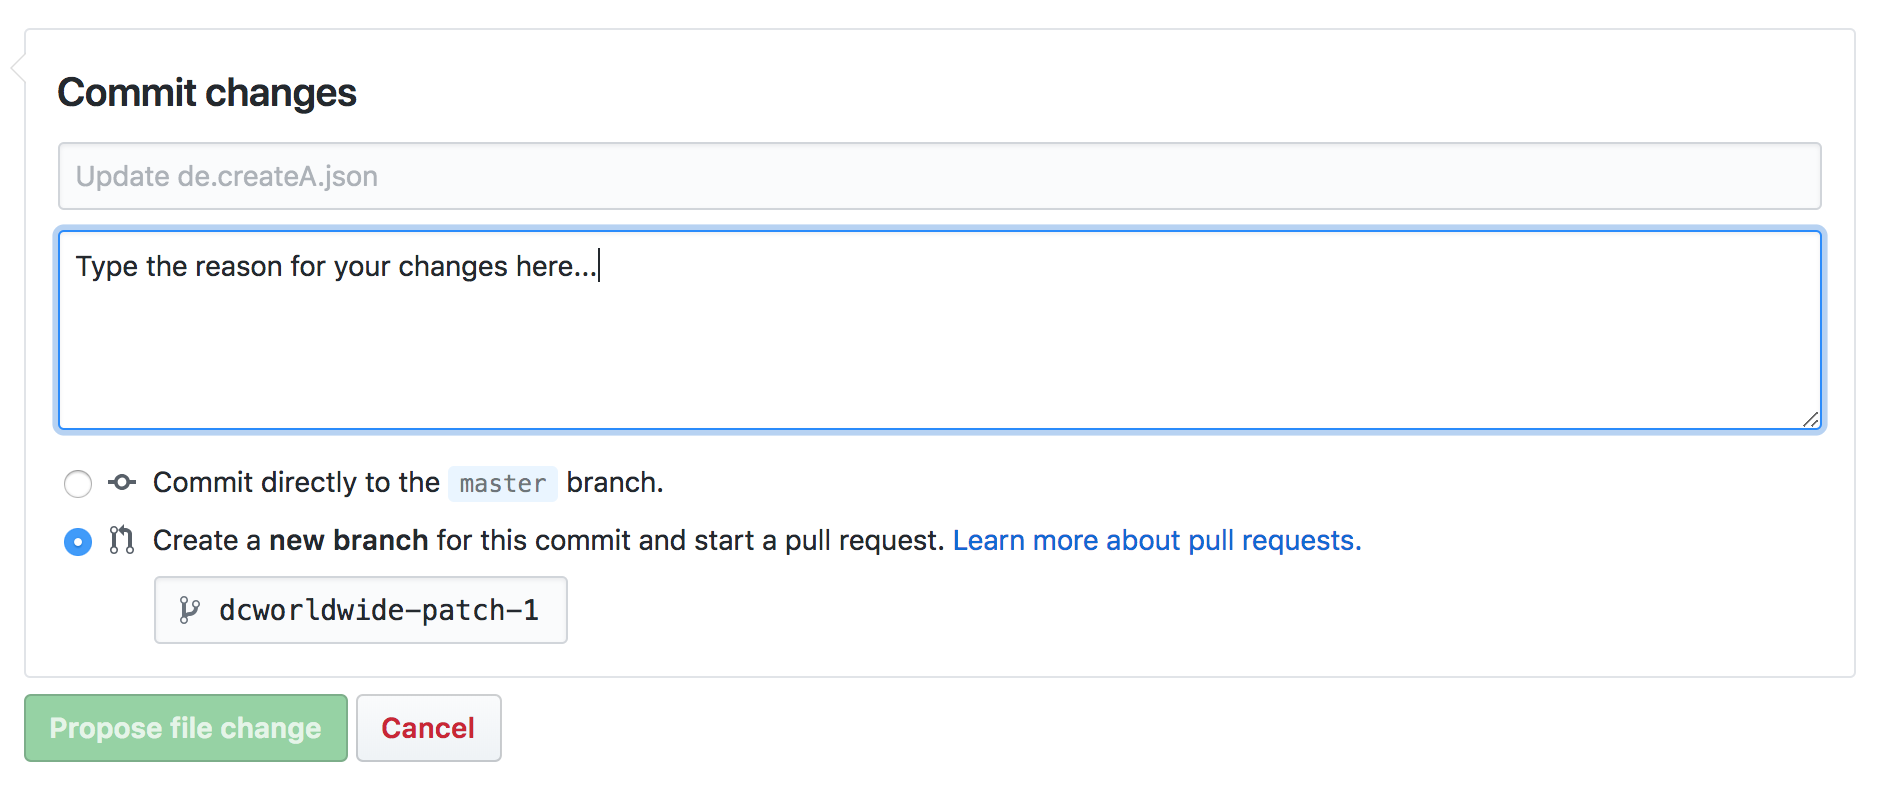 Commit changes
Update de.createA.json
Type the reason for your changes here...
Commit directly to the master branch.
Create a new branch for this commit and start a pull request. Learn more about pull requests.
dcworldwide-patch-1
Propose file change Cancel